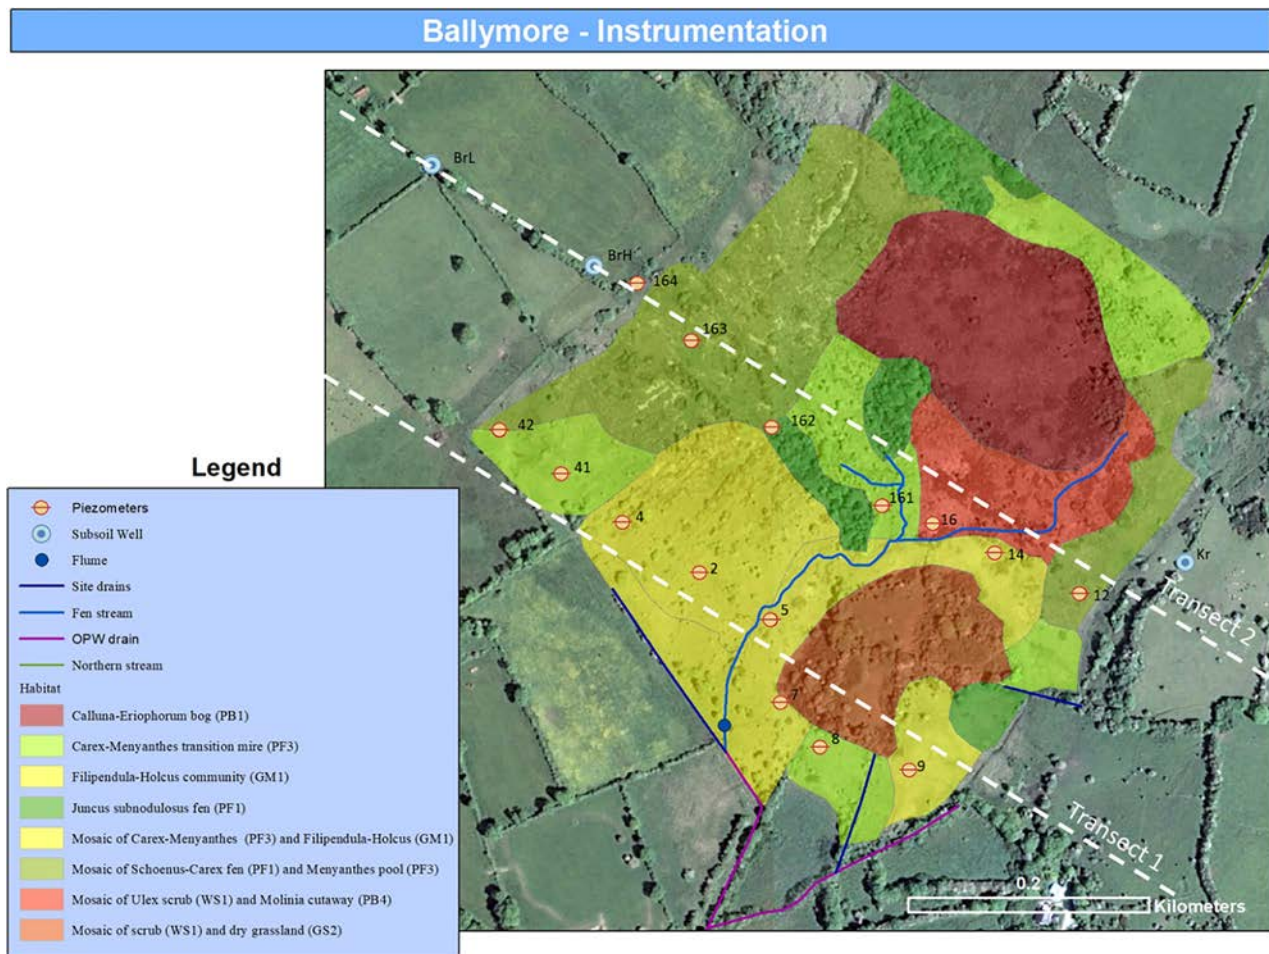 Ballymore - Instrumentation
BrL
BrH
164
163
42
162
41
161
4
16
14
2
Kr
12
5
Transect 2
7
8
9
Transect 1
0.2
Kilometers
Legend
Piezometers
Subsoil Well
Flume
Site drains
Fen stream
OPW drain
Northern stream
Habitat
Calluna-Eriophorum bog (PB1)
Carex-Menyanthes transition mire (PF3)
Filipendula-Holcus community (GM1)
Juncus subnodulosus fen (PF1)
Mosaic of Carex-Menyanthes (PF3) and Filipendula-Holcus (GM1)
Mosaic of Schoenus-Carex fen (PF1) and Menyanthes pool (PF3)
Mosaic of Ulex scrub (WS1) and Molinia cutaway (PB4)
Mosaic of scrub (WS1) and dry grassland (GS2)